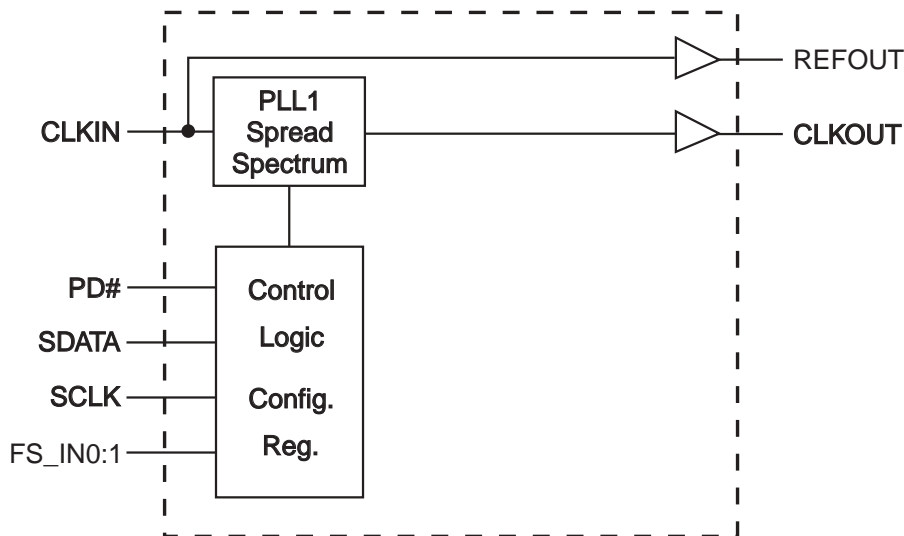 REFOUT
PLL1
Spread
Spectrum
CLKIN
CLKOUT
PD#
SDATA
SCLK
FS_IN0:1
Control
Logic
Config.
Reg.